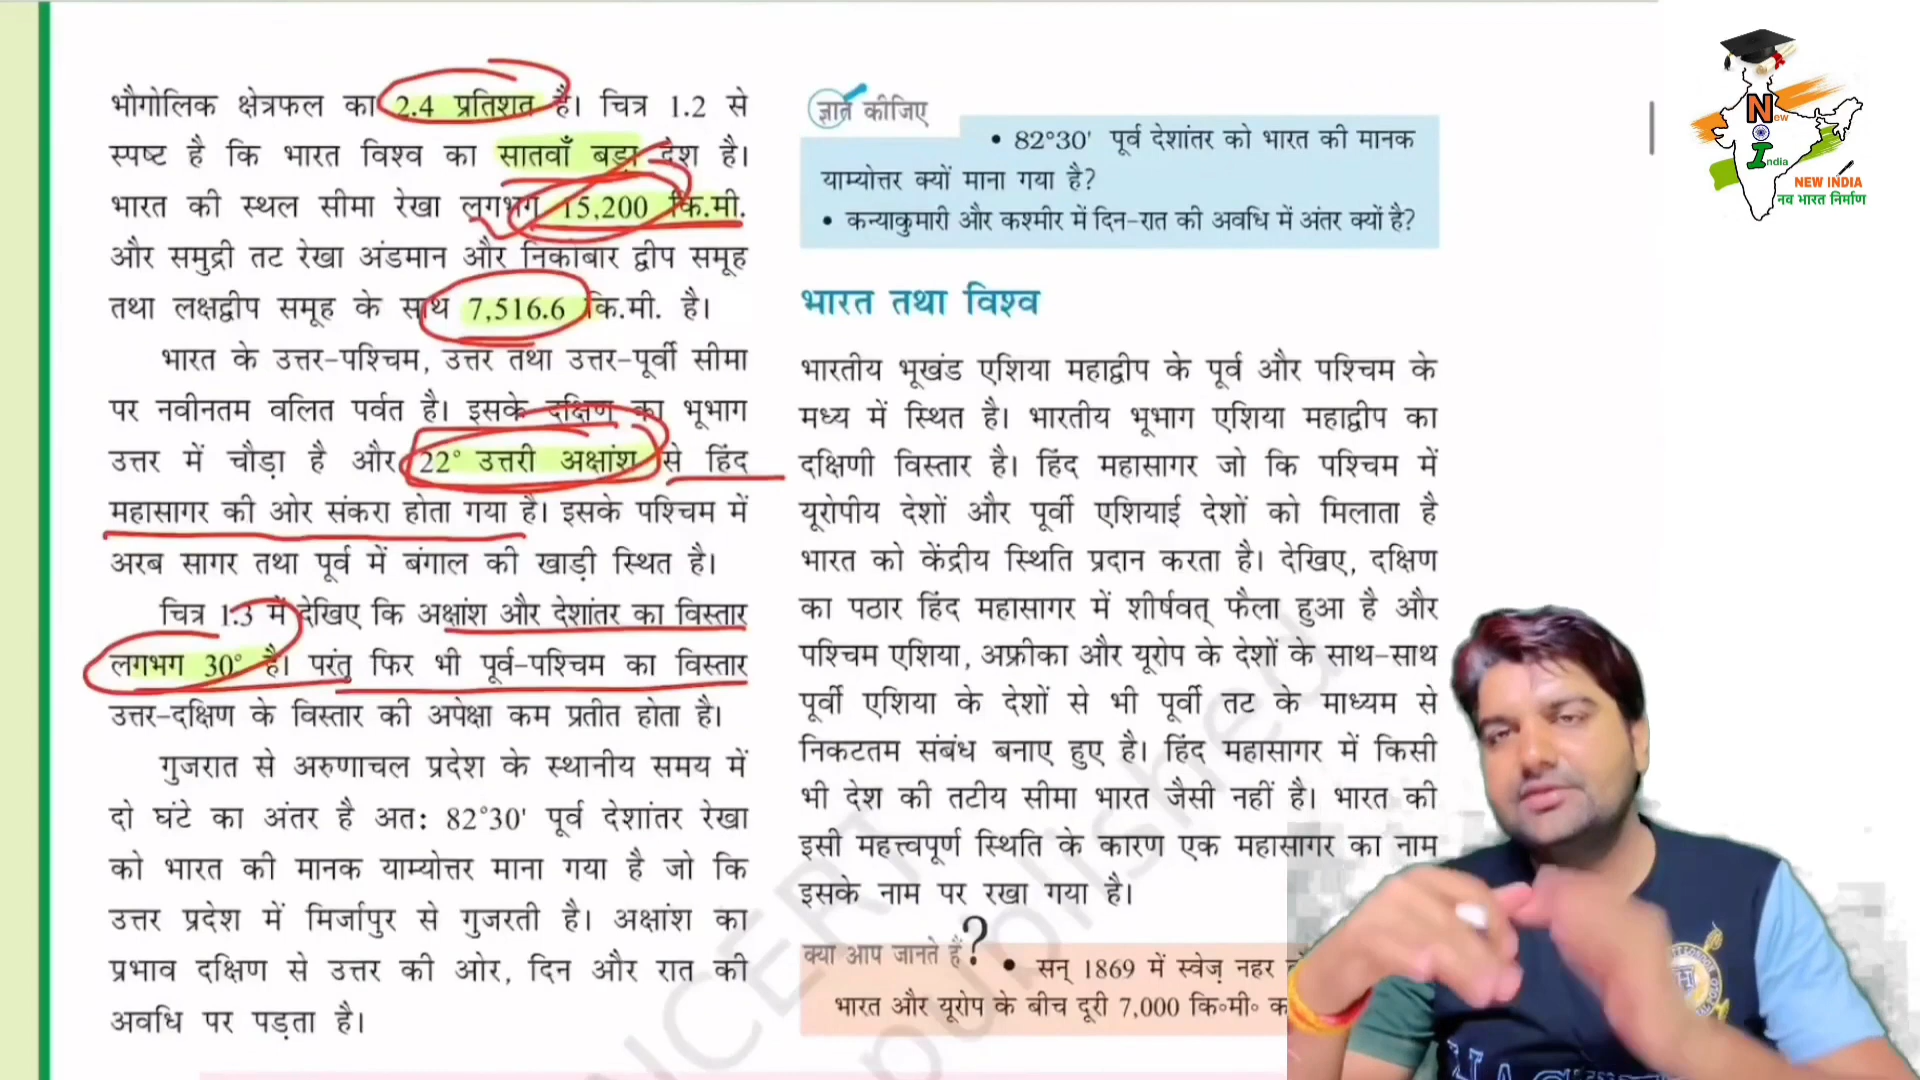 भौगोलिक क्षेत्रफल का 2.4 प्रतिशत है। चित्र 1.2 से
स्पष्ट है कि भारत विश्व का सातवाँ बड़ा देश है।
भारत की स्थल सीमा रेखा लगभग 15,200 कि.मी.
और समुद्री तट रेखा अंडमान और निकोबार द्वीप समूह
तथा लक्षद्वीप समूह के साथ 7,516.6 कि.मी. है।
भारत के उत्तर-पश्चिम, उत्तर तथा उत्तर-पूर्वी सीमा
पर नवीनतम वलित पर्वत है। इसके दक्षिण का भूभाग
उत्तर में चौड़ा है और 22° उत्तरी अक्षांश से हिंद
महासागर की ओर संकरा होता गया है। इसके पश्चिम में
अरब सागर तथा पूर्व में बंगाल की खाड़ी स्थित है।
चित्र 1.3 में देखिए कि अक्षांश और देशांतर का विस्तार
लगभग 30° है। परंतु फिर भी पूर्व-पश्चिम का विस्तार
उत्तर-दक्षिण के विस्तार की अपेक्षा कम प्रतीत होता है।
गुजरात से अरुणाचल प्रदेश के स्थानीय समय में
दो घंटे का अंतर है अत: 82°30' पूर्व देशांतर रेखा
को भारत की मानक याम्योत्तर माना गया है जो कि
उत्तर प्रदेश में मिर्जापुर से गुजरती है। अक्षांश का
प्रभाव दक्षिण से उत्तर की ओर, दिन और रात की
अवधि पर पड़ता है।
ज्ञात कीजिए
• 82°30' पूर्व देशांतर को भारत की मानक
याम्योत्तर क्यों माना गया है?
• कन्याकुमारी और कश्मीर में दिन-रात की अवधि में अंतर क्यों है?
भारत तथा विश्व
भारतीय भूखंड एशिया महाद्वीप के पूर्व और पश्चिम के
मध्य में स्थित है। भारतीय भूभाग एशिया महाद्वीप का
दक्षिणी विस्तार है। हिंद महासागर जो कि पश्चिम में
यूरोपीय देशों और पूर्वी एशियाई देशों को मिलाता है
भारत को केंद्रीय स्थिति प्रदान करता है। देखिए, दक्षिण
का पठार हिंद महासागर में शीर्षवत् फैला हुआ है और
पश्चिम एशिया, अफ्रीका और यूरोप के देशों के साथ-साथ
पूर्वी एशिया के देशों से भी पूर्वी तट के माध्यम से
निकटतम संबंध बनाए हुए है। हिंद महासागर में किसी
भी देश की तटीय सीमा भारत जैसी नहीं है। भारत की
इसी महत्त्वपूर्ण स्थिति के कारण एक महासागर का नाम
इसके नाम पर रखा गया है।
क्या आप जानते हैं?
• सन् 1869 में स्वेज़ नहर
भारत और यूरोप के बीच दूरी 7,000 कि॰मी॰
New
India
NEW INDIA
नव भारत निर्माण
NCERT
published
H